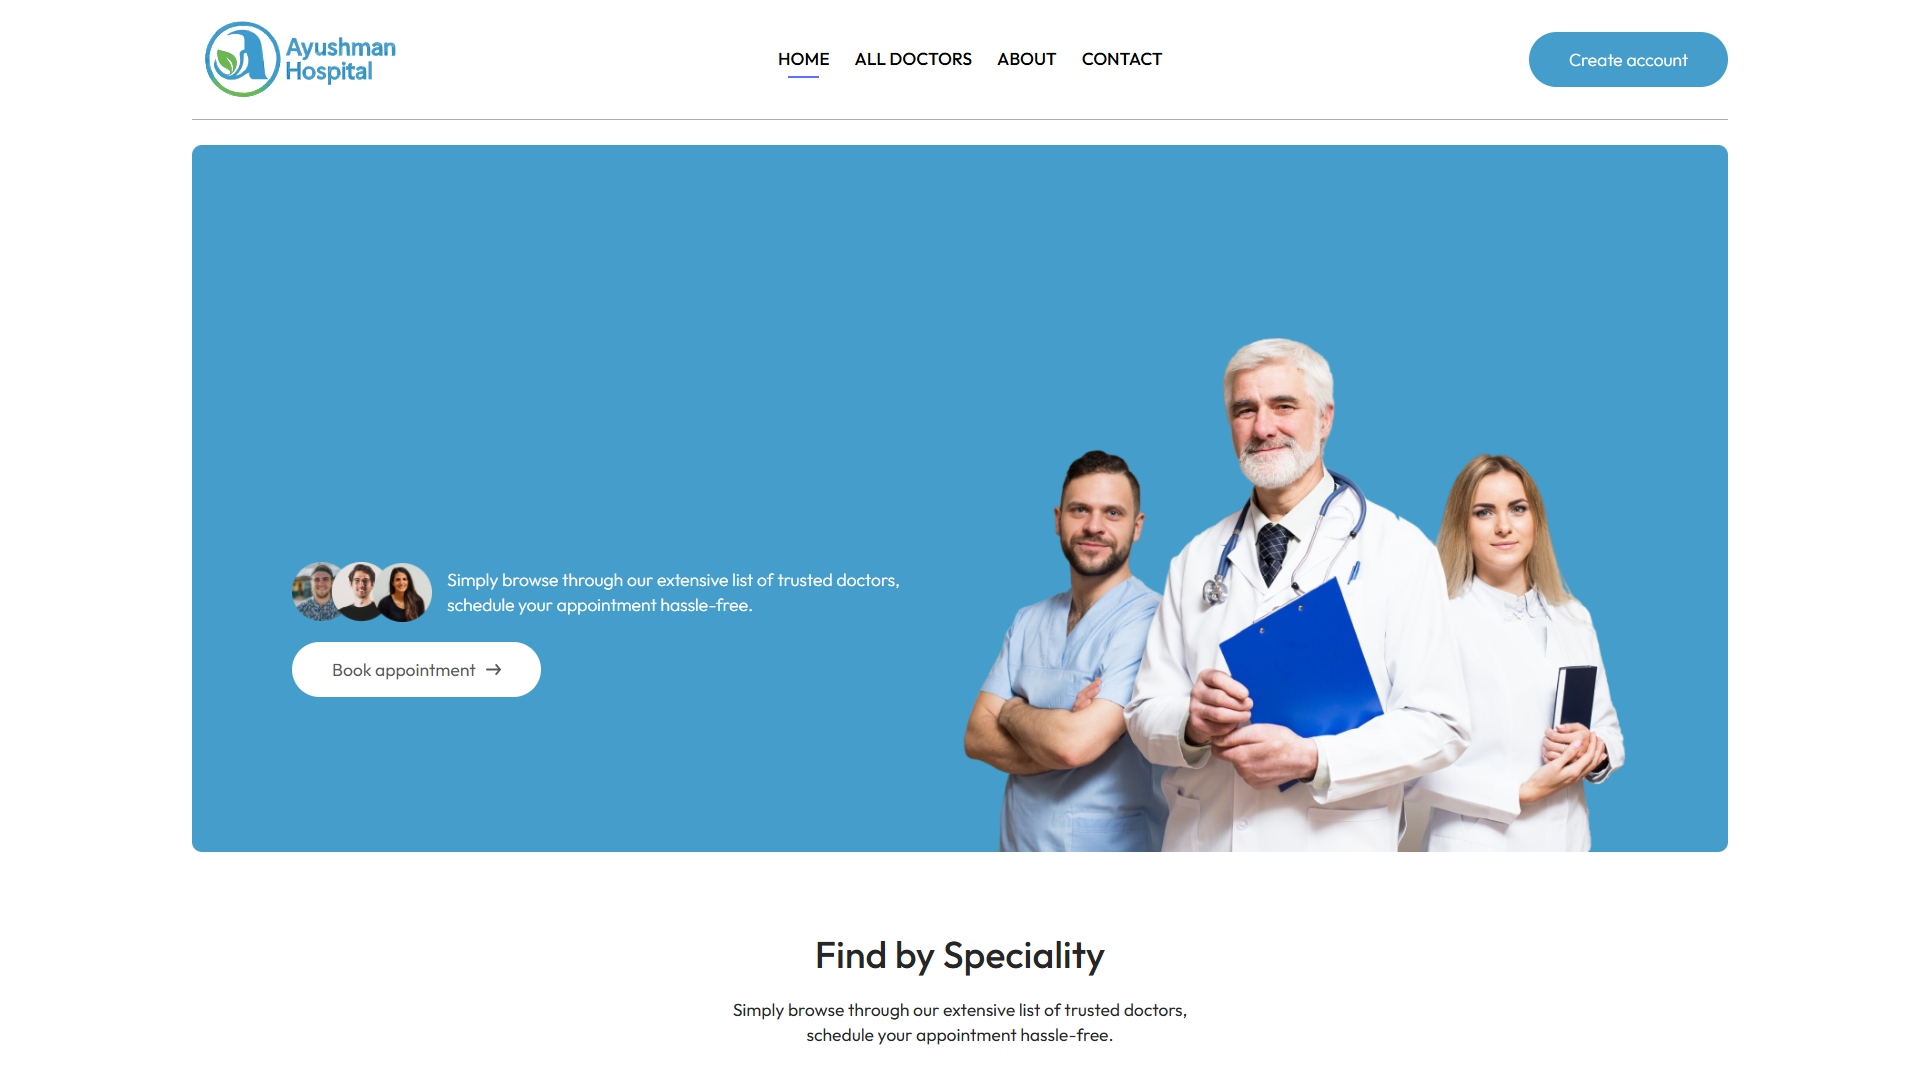 Ayushman
Hospital
HOME
ALL DOCTORS
ABOUT
CONTACT
Create account
Simply browse through our extensive list of trusted doctors,
schedule your appointment hassle-free.
Book appointment →
Find by Speciality
Simply browse through our extensive list of trusted doctors,
schedule your appointment hassle-free.